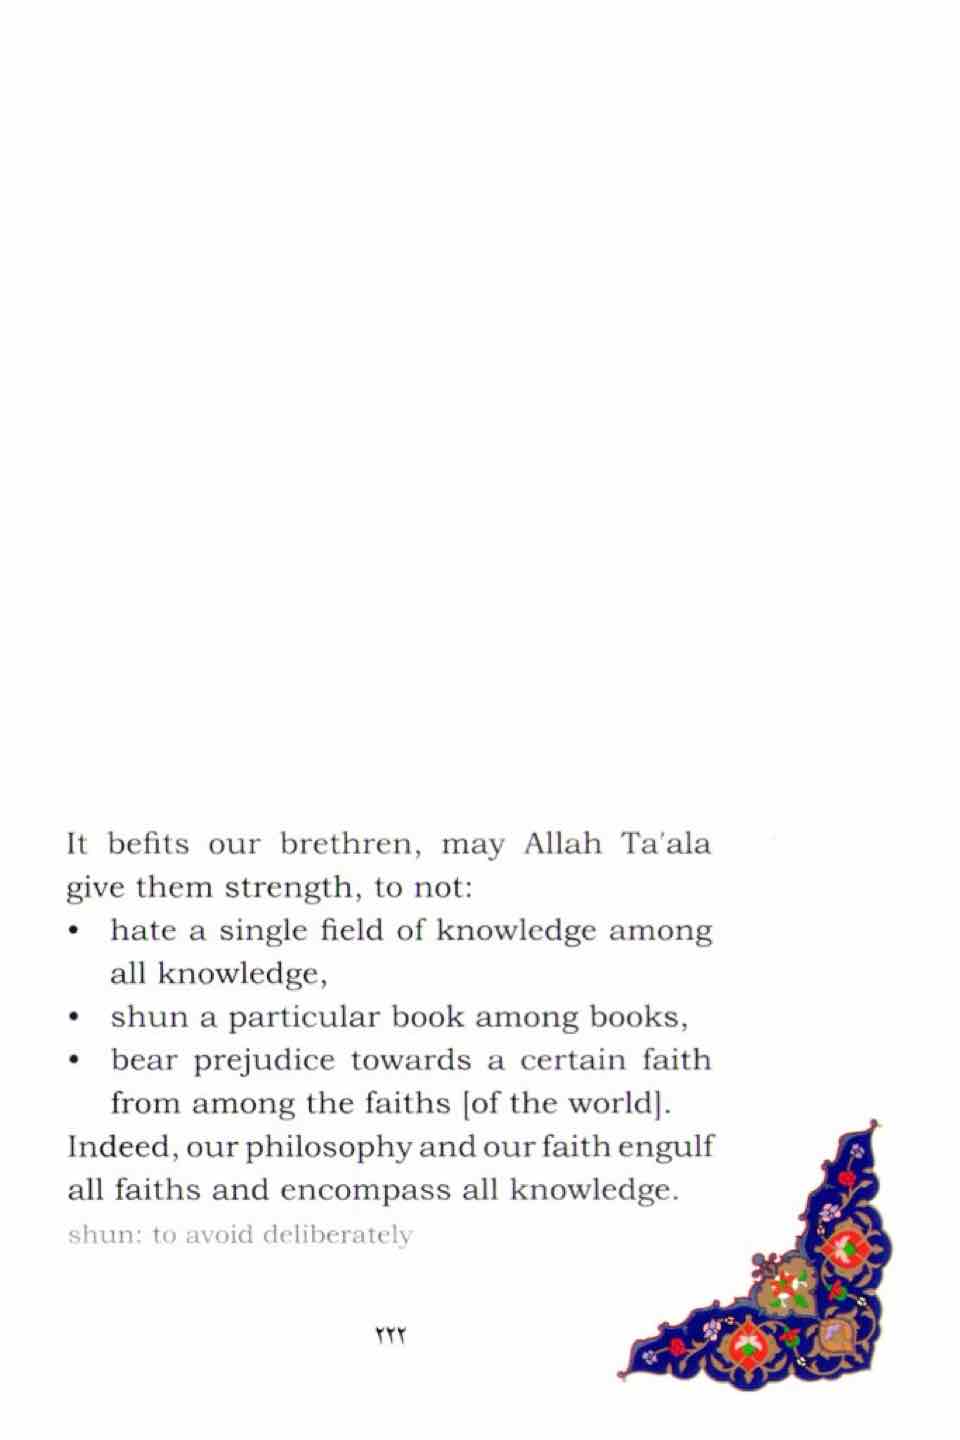 It befits our brethren, may Allah Ta'ala
give them strength, to not:
• hate a single field of knowledge among
all knowledge,
• shun a particular book among books,
• bear prejudice towards a certain faith
from among the faiths [of the world].
Indeed, our philosophy and our faith engulf
all faiths and encompass all knowledge.
shun: to avoid deliberately
٢٢٢